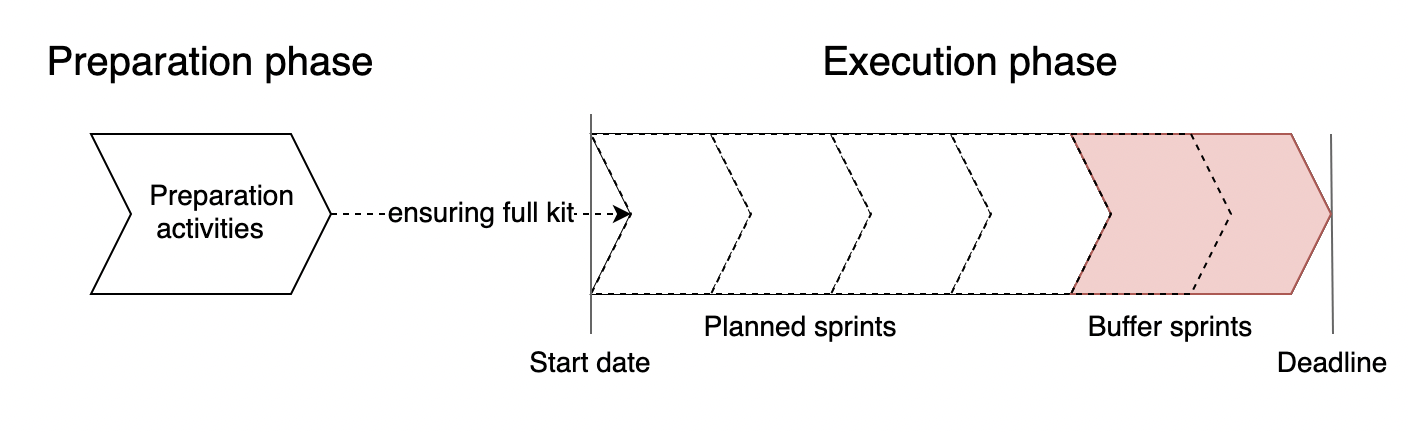 Preparation phase
Execution phase
Preparation
activities
ensuring full kit
Planned sprints
Buffer sprints
Start date
Deadline